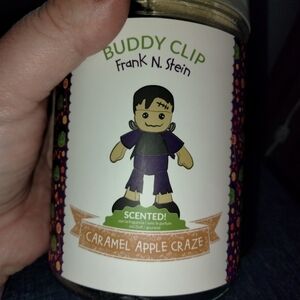 BUDDY CLIP
Frank N. Stein
SCENTED!
CARAMEL APPLE CRAZE